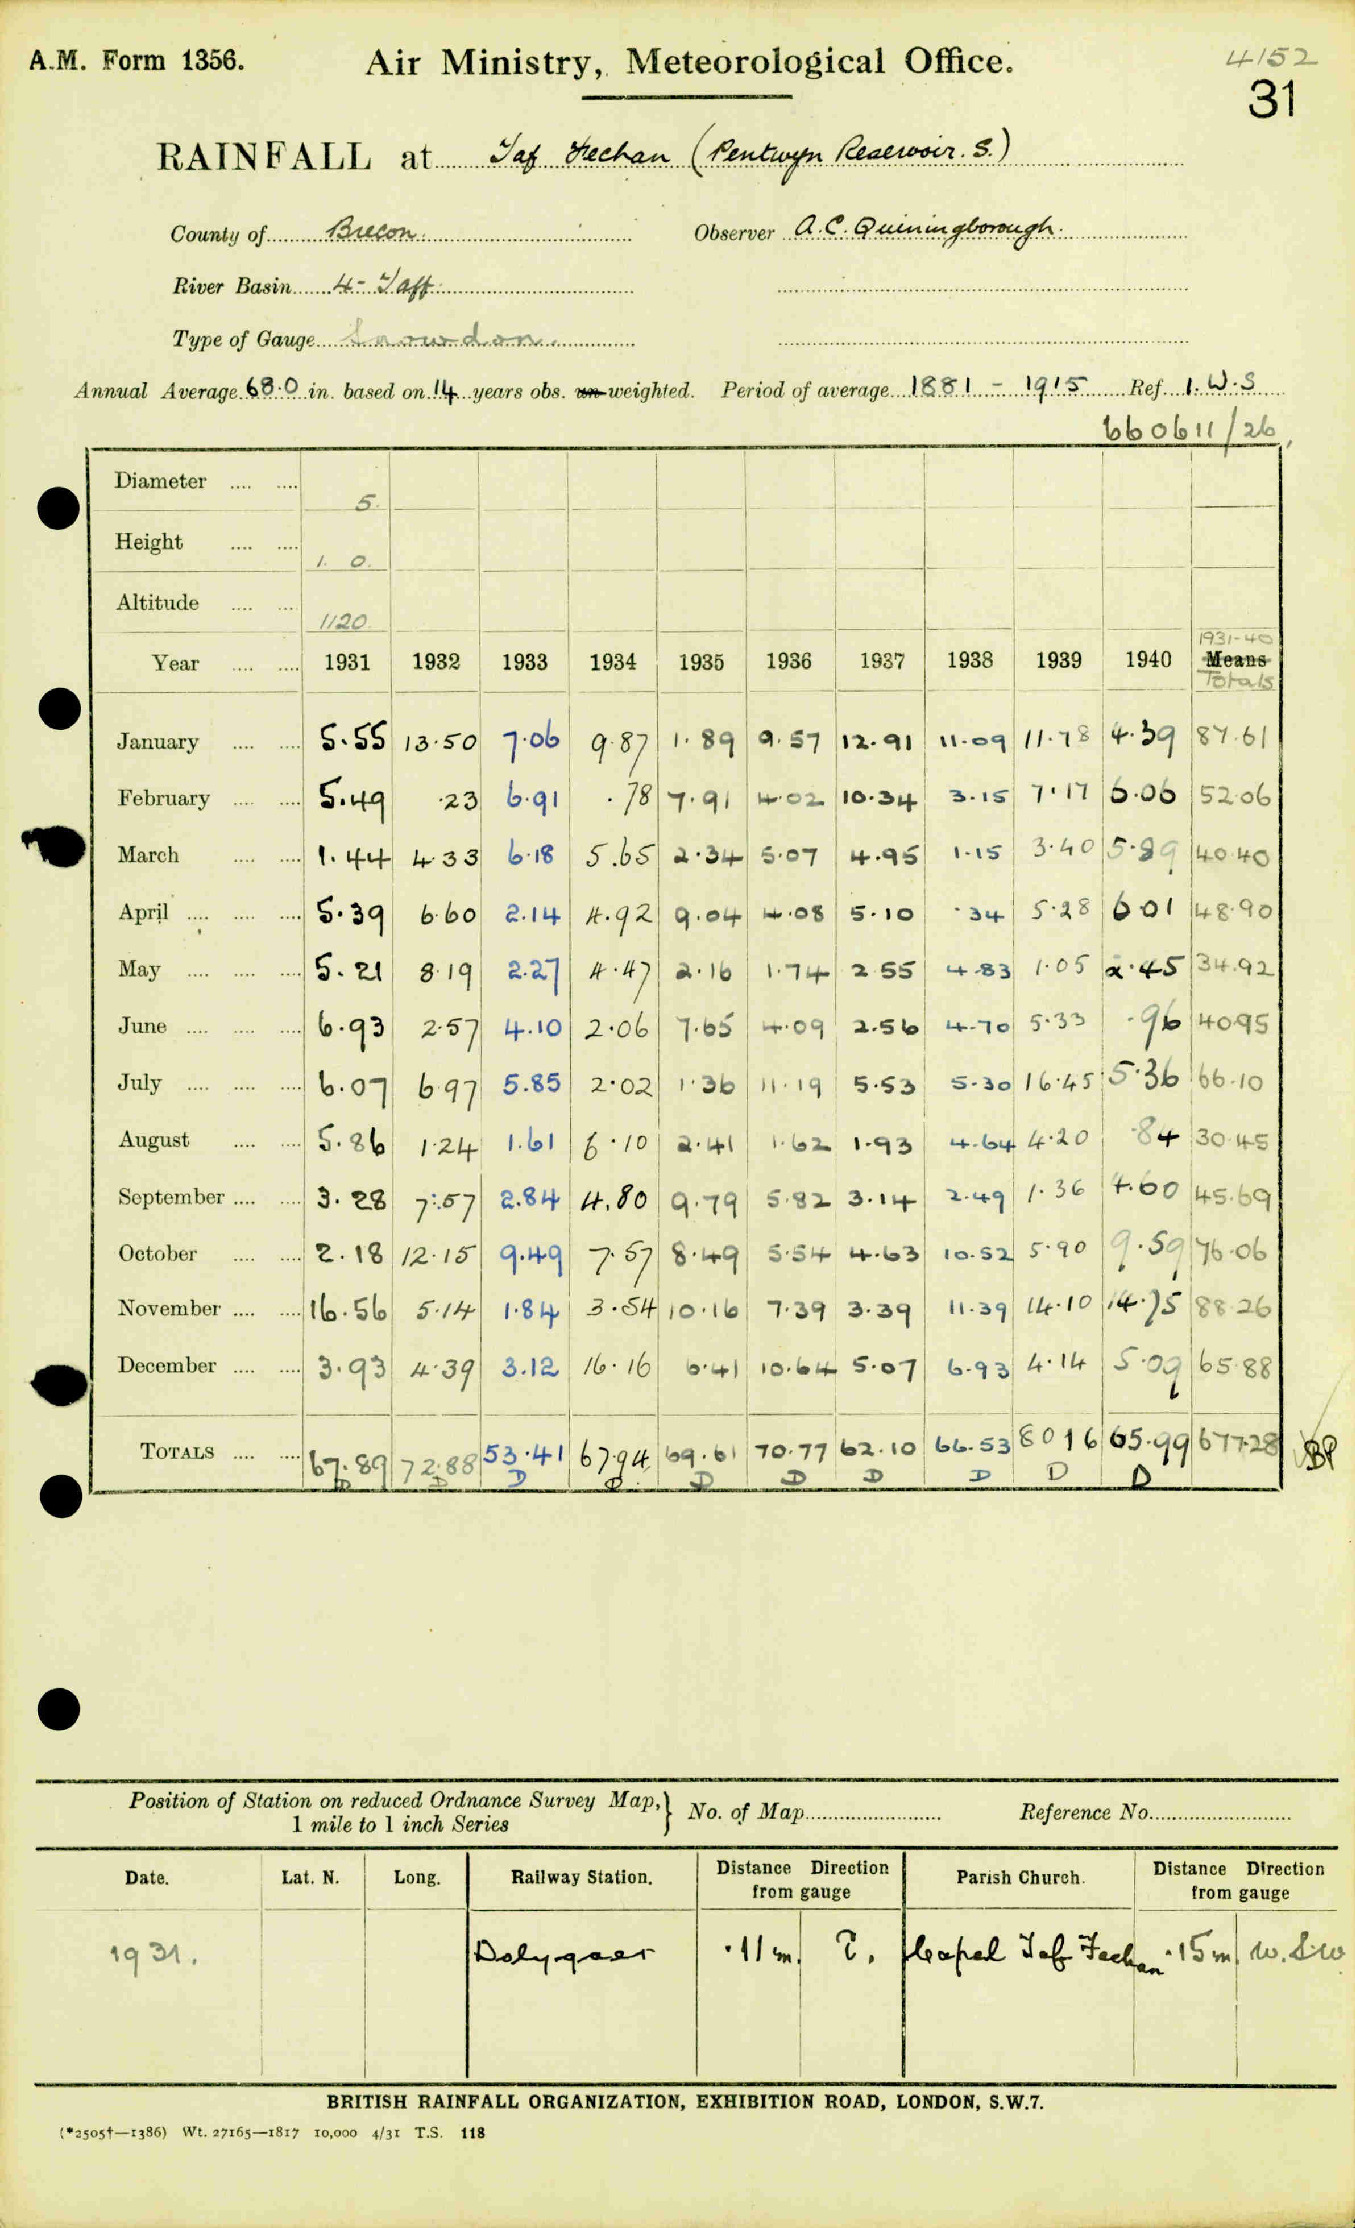 A.M. Form 1356. Air Ministry, Meteorological Office. 4152
31
RAINFALL at Taf Fechan (Pentwyn Reservoir. S.)
County of Brecon. Observer A.C. Quiningborough.
River Basin 4- Taff
Type of Gauge Snowdon.
Annual Average 68.0 in. based on 14 years obs. un-weighted. Period of average 1881 - 1915 Ref. I.W.S
660611/26
Diameter 5.
Height 1. 0.
Altitude 1120
1931-40
Year 1931 1932 1933 1934 1935 1936 1937 1938 1939 1940 Means
Totals
January 5.55 13.50 7.06 9.87 1.89 9.57 12.91 11.09 11.78 4.39 87.61
February 5.49 .23 6.91 .78 7.91 4.02 10.34 3.15 7.17 6.06 52.06
March 1.44 4.33 6.18 5.65 2.34 5.07 4.95 1.15 3.40 5.89 40.40
April 5.39 6.60 2.14 4.92 9.04 4.08 5.10 .34 5.28 6.01 48.90
May 5.21 8.19 2.27 4.47 2.16 1.74 2.55 4.83 1.05 2.45 34.92
June 6.93 2.57 4.10 2.06 7.65 4.09 2.56 4.70 5.33 .96 40.95
July 6.07 6.97 5.85 2.02 1.36 11.19 5.53 5.30 16.45 5.36 66.10
August 5.86 1.24 1.61 6.10 2.41 1.62 1.93 4.64 4.20 .84 30.45
September 3.28 7.57 2.84 4.80 9.79 5.82 3.14 2.49 1.36 4.60 45.69
October 2.18 12.15 9.49 7.57 8.49 5.54 4.63 10.52 5.90 9.59 76.06
November 16.56 5.14 1.84 3.54 10.16 7.39 3.39 11.39 14.10 14.75 88.26
December 3.93 4.39 3.12 16.16 6.41 10.64 5.07 6.93 4.14 5.09 65.88
TOTALS 67.89 72.88 53.41 67.94 69.61 70.77 62.10 66.53 80.16 65.99 677.28 BP
D D D D D D D D D D
Position of Station on reduced Ordnance Survey Map, } No. of Map Reference No.
1 mile to 1 inch Series
Date. Lat. N. Long. Railway Station. Distance Direction from gauge Parish Church. Distance Direction from gauge
1931. Dolygaer .11 m. E. Capel Taf Fechan .15 m. W.S.W
BRITISH RAINFALL ORGANIZATION, EXHIBITION ROAD, LONDON, S.W.7.
(*2505†—1386) Wt. 27165—1817 10,000 4/31 T.S. 118